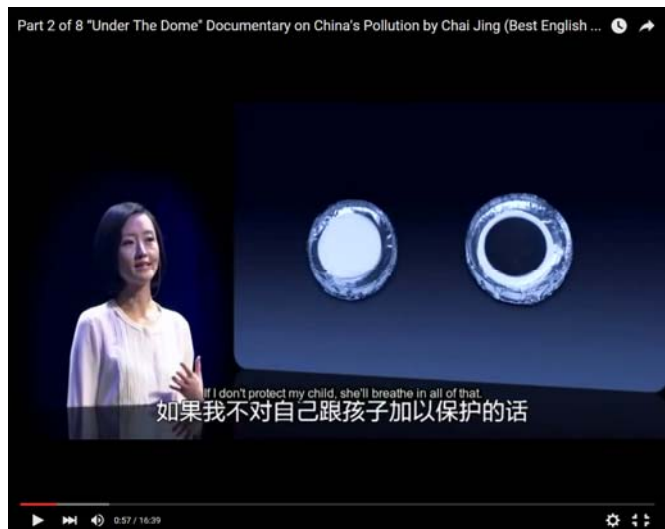 Part 2 of 8 "Under The Dome" Documentary on China's Pollution by Chai Jing (Best English ...
If I don't protect my child, she'll breathe in all of that.
如果我不对自己跟孩子加以保护的话
0:57 / 16:39